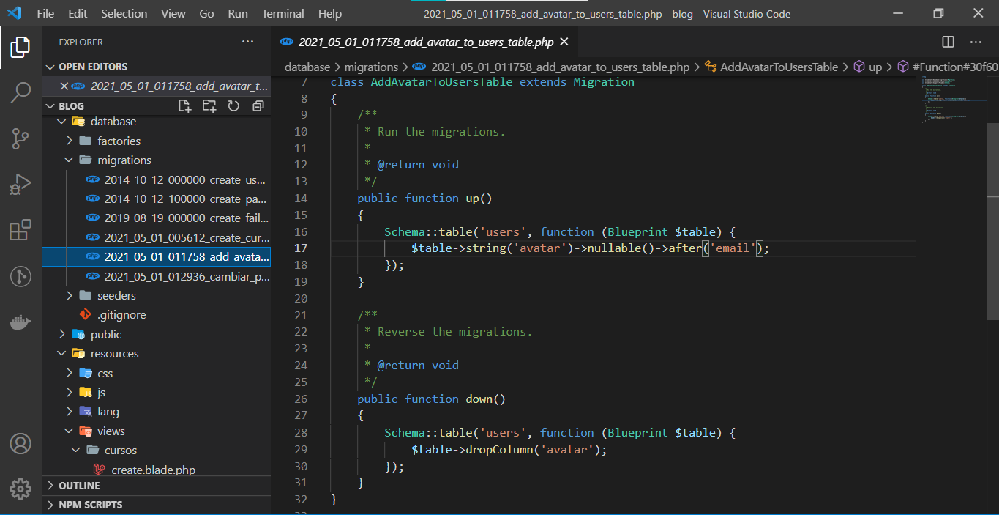 File Edit Selection View Go Run Terminal Help 2021_05_01_011758_add_avatar_to_users_table.php - blog - Visual Studio Code
EXPLORER
OPEN EDITORS
2021_05_01_011758_add_avatar_t...
BLOG
database
factories
migrations
2014_10_12_000000_create_us...
2014_10_12_100000_create_pa...
2019_08_19_000000_create_fail...
2021_05_01_005612_create_cur...
2021_05_01_011758_add_avata...
2021_05_01_012936_cambiar_p...
seeders
.gitignore
public
resources
css
js
lang
views
cursos
create.blade.php
OUTLINE
NPM SCRIPTS
php 2021_05_01_011758_add_avatar_to_users_table.php
database > migrations > php 2021_05_01_011758_add_avatar_to_users_table.php > AddAvatarToUsersTable > up > #Function#30f60
7 class AddAvatarToUsersTable extends Migration
8 {
9 /**
10 * Run the migrations.
11 *
12 * @return void
13 */
14 public function up()
15 {
16 Schema::table('users', function (Blueprint $table) {
17 $table->string('avatar')->nullable()->after('email');
18 });
19 }
20
21 /**
22 * Reverse the migrations.
23 *
24 * @return void
25 */
26 public function down()
27 {
28 Schema::table('users', function (Blueprint $table) {
29 $table->dropColumn('avatar');
30 });
31 }
32 }